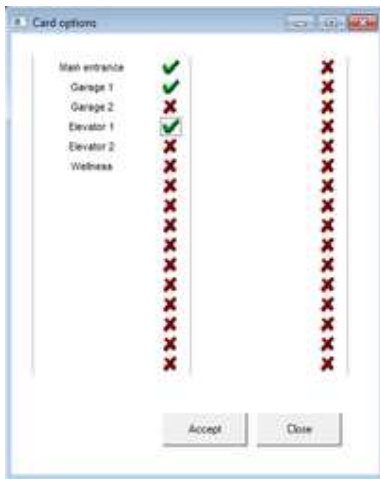 Card options
Main entrance
Garage 1
Garage 2
Elevator 1
Elevator 2
Wellness
Accept
Close